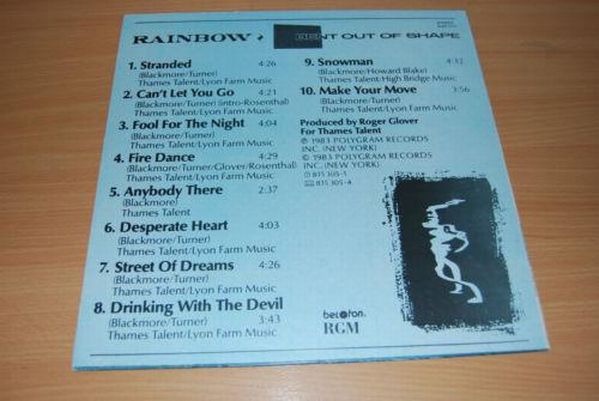 RAINBOW
BENT OUT OF SHAPE
1. Stranded 4:26
(Blackmore/Turner)
Thames Talent/Lyon Farm Music
2. Can't Let You Go 4:21
(Blackmore/Turner) (intro-Rosenthal)
Thames Talent/Lyon Farm Music
3. Fool For The Night 4:04
(Blackmore/Turner)
Thames Talent/Lyon Farm Music
4. Fire Dance 4:29
(Blackmore/Turner/Glover/Rosenthal)
Thames Talent/Lyon Farm Music
5. Anybody There 2:37
(Blackmore)
Thames Talent
6. Desperate Heart 4:03
(Blackmore/Turner)
Thames Talent/Lyon Farm Music
7. Street Of Dreams 4:26
(Blackmore/Turner)
Thames Talent/Lyon Farm Music
8. Drinking With The Devil
3:43
(Blackmore/Turner)
Thames Talent/Lyon Farm Music
9. Snowman 4:32
(Blackmore/Howard Blake)
Thames Talent/High Bridge Music
10. Make Your Move 3:56
(Blackmore/Turner)
Thames Talent/Lyon Farm Music
Produced by Roger Glover
For Thames Talent
℗ 1983 POLYGRAM RECORDS
INC. (NEW YORK)
© 1983 POLYGRAM RECORDS
INC. (NEW YORK)
815 305-1
815 305-4
RGM